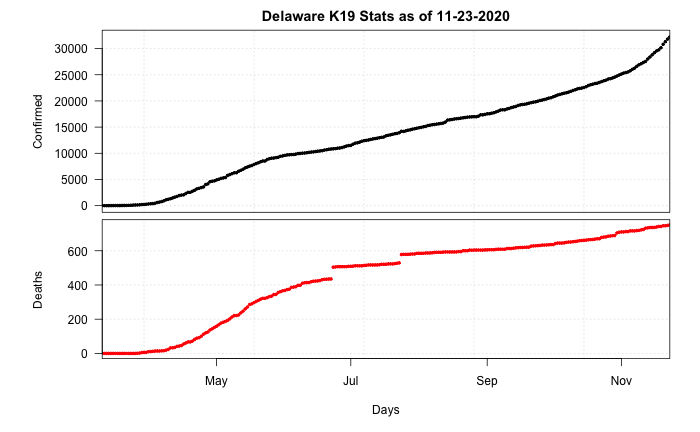 Delaware K19 Stats as of 11-23-2020
30000
25000
20000
15000
10000
5000
0
Confirmed
600
400
200
0
Deaths
May Jul Sep Nov
Days